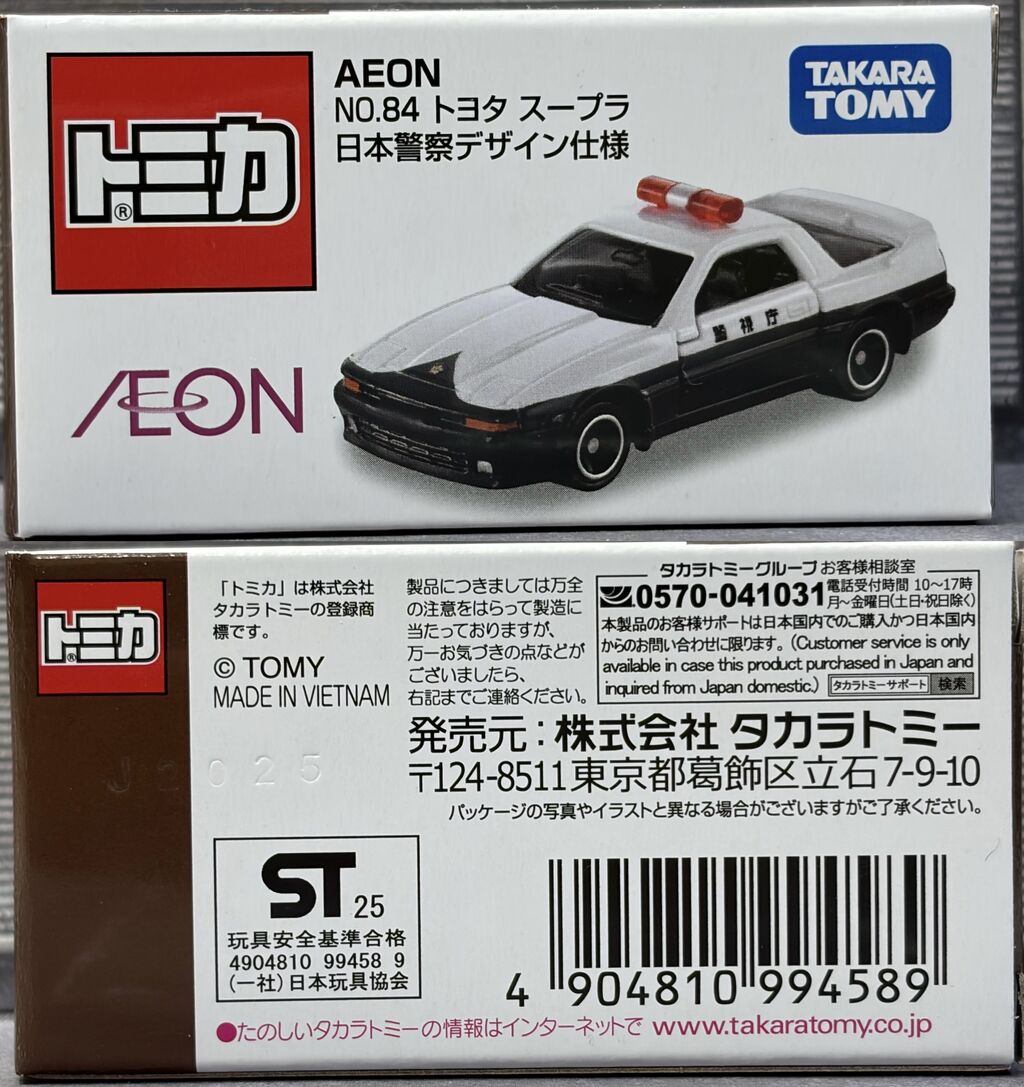 トミカ®
AEON
NO.84 トヨタ スープラ
日本警察デザイン仕様
TAKARA
TOMY
AEON
警視庁
トミカ®
「トミカ」は株式会社
タカラトミーの登録商
標です。
© TOMY
MADE IN VIETNAM
J2025
製品につきましては万全
の注意をはらって製造に
当たっておりますが、
万一お気づきの点などが
ございましたら、
右記までご連絡ください。
タカラトミーグループお客様相談室
0570-041031 電話受付時間 10〜17時
月〜金曜日(土日・祝日除く)
本製品のお客様サポートは日本国内でのご購入かつ日本国内
からのお問い合わせに限ります。(Customer service is only
available in case this product purchased in Japan and
inquired from Japan domestic.) タカラトミーサポート 検索
発売元：株式会社 タカラトミー
〒124-8511 東京都葛飾区立石7-9-10
パッケージの写真やイラストと異なる場合がございますがご了承ください。
ST 25
玩具安全基準合格
4904810 99458 9
(一社)日本玩具協会
4 904810 994589
●たのしいタカラトミーの情報はインターネットで www.takaratomy.co.jp